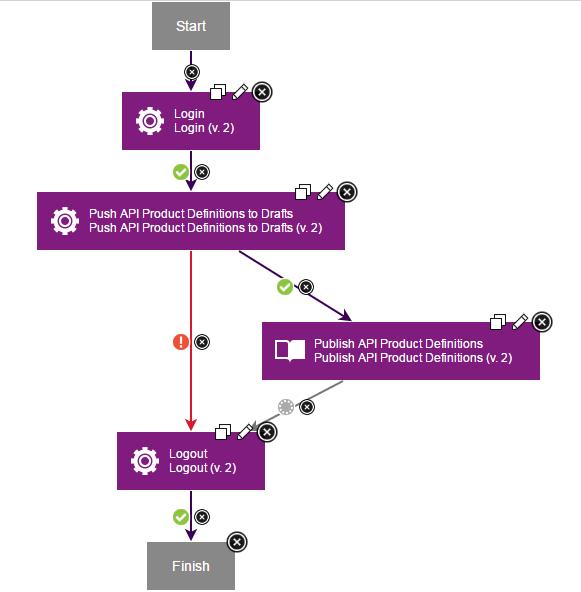 Start
Login
Login (v. 2)
Push API Product Definitions to Drafts
Push API Product Definitions to Drafts (v. 2)
Publish API Product Definitions
Publish API Product Definitions (v. 2)
Logout
Logout (v. 2)
Finish